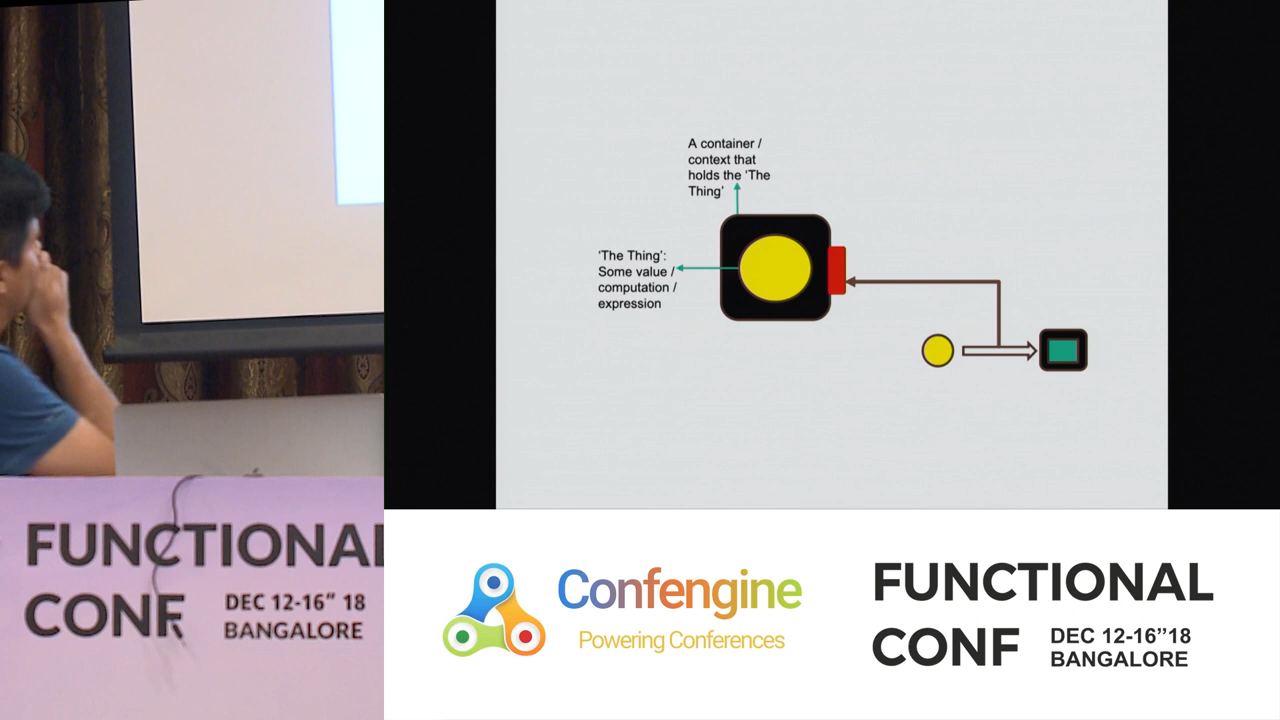 A container /
context that
holds the ‘The
Thing’
‘The Thing’:
Some value /
computation /
expression
FUNCTIONAL
CONF
DEC 12-16” 18
BANGALORE
Confengine
Powering Conferences
FUNCTIONAL
CONF
DEC 12-16”18
BANGALORE